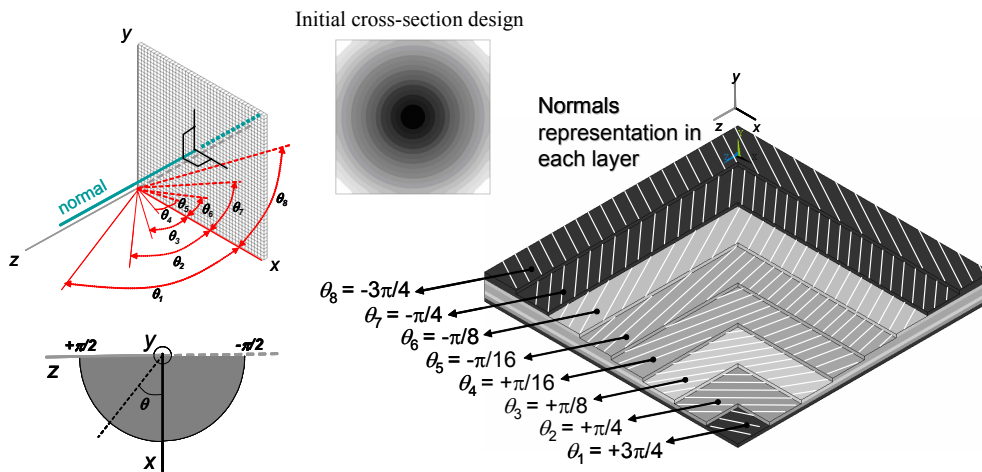 Initial cross-section design
y
normal
z
x
θ₅
θ₆
θ₄
θ₇
θ₈
θ₃
θ₂
θ₁
Normals
representation in
each layer
y
z
x
θ₈ = -3π/4
θ₇ = -π/4
θ₆ = -π/8
θ₅ = -π/16
θ₄ = +π/16
θ₃ = +π/8
θ₂ = +π/4
θ₁ = +3π/4
+π/2
y
-π/2
z
θ
x